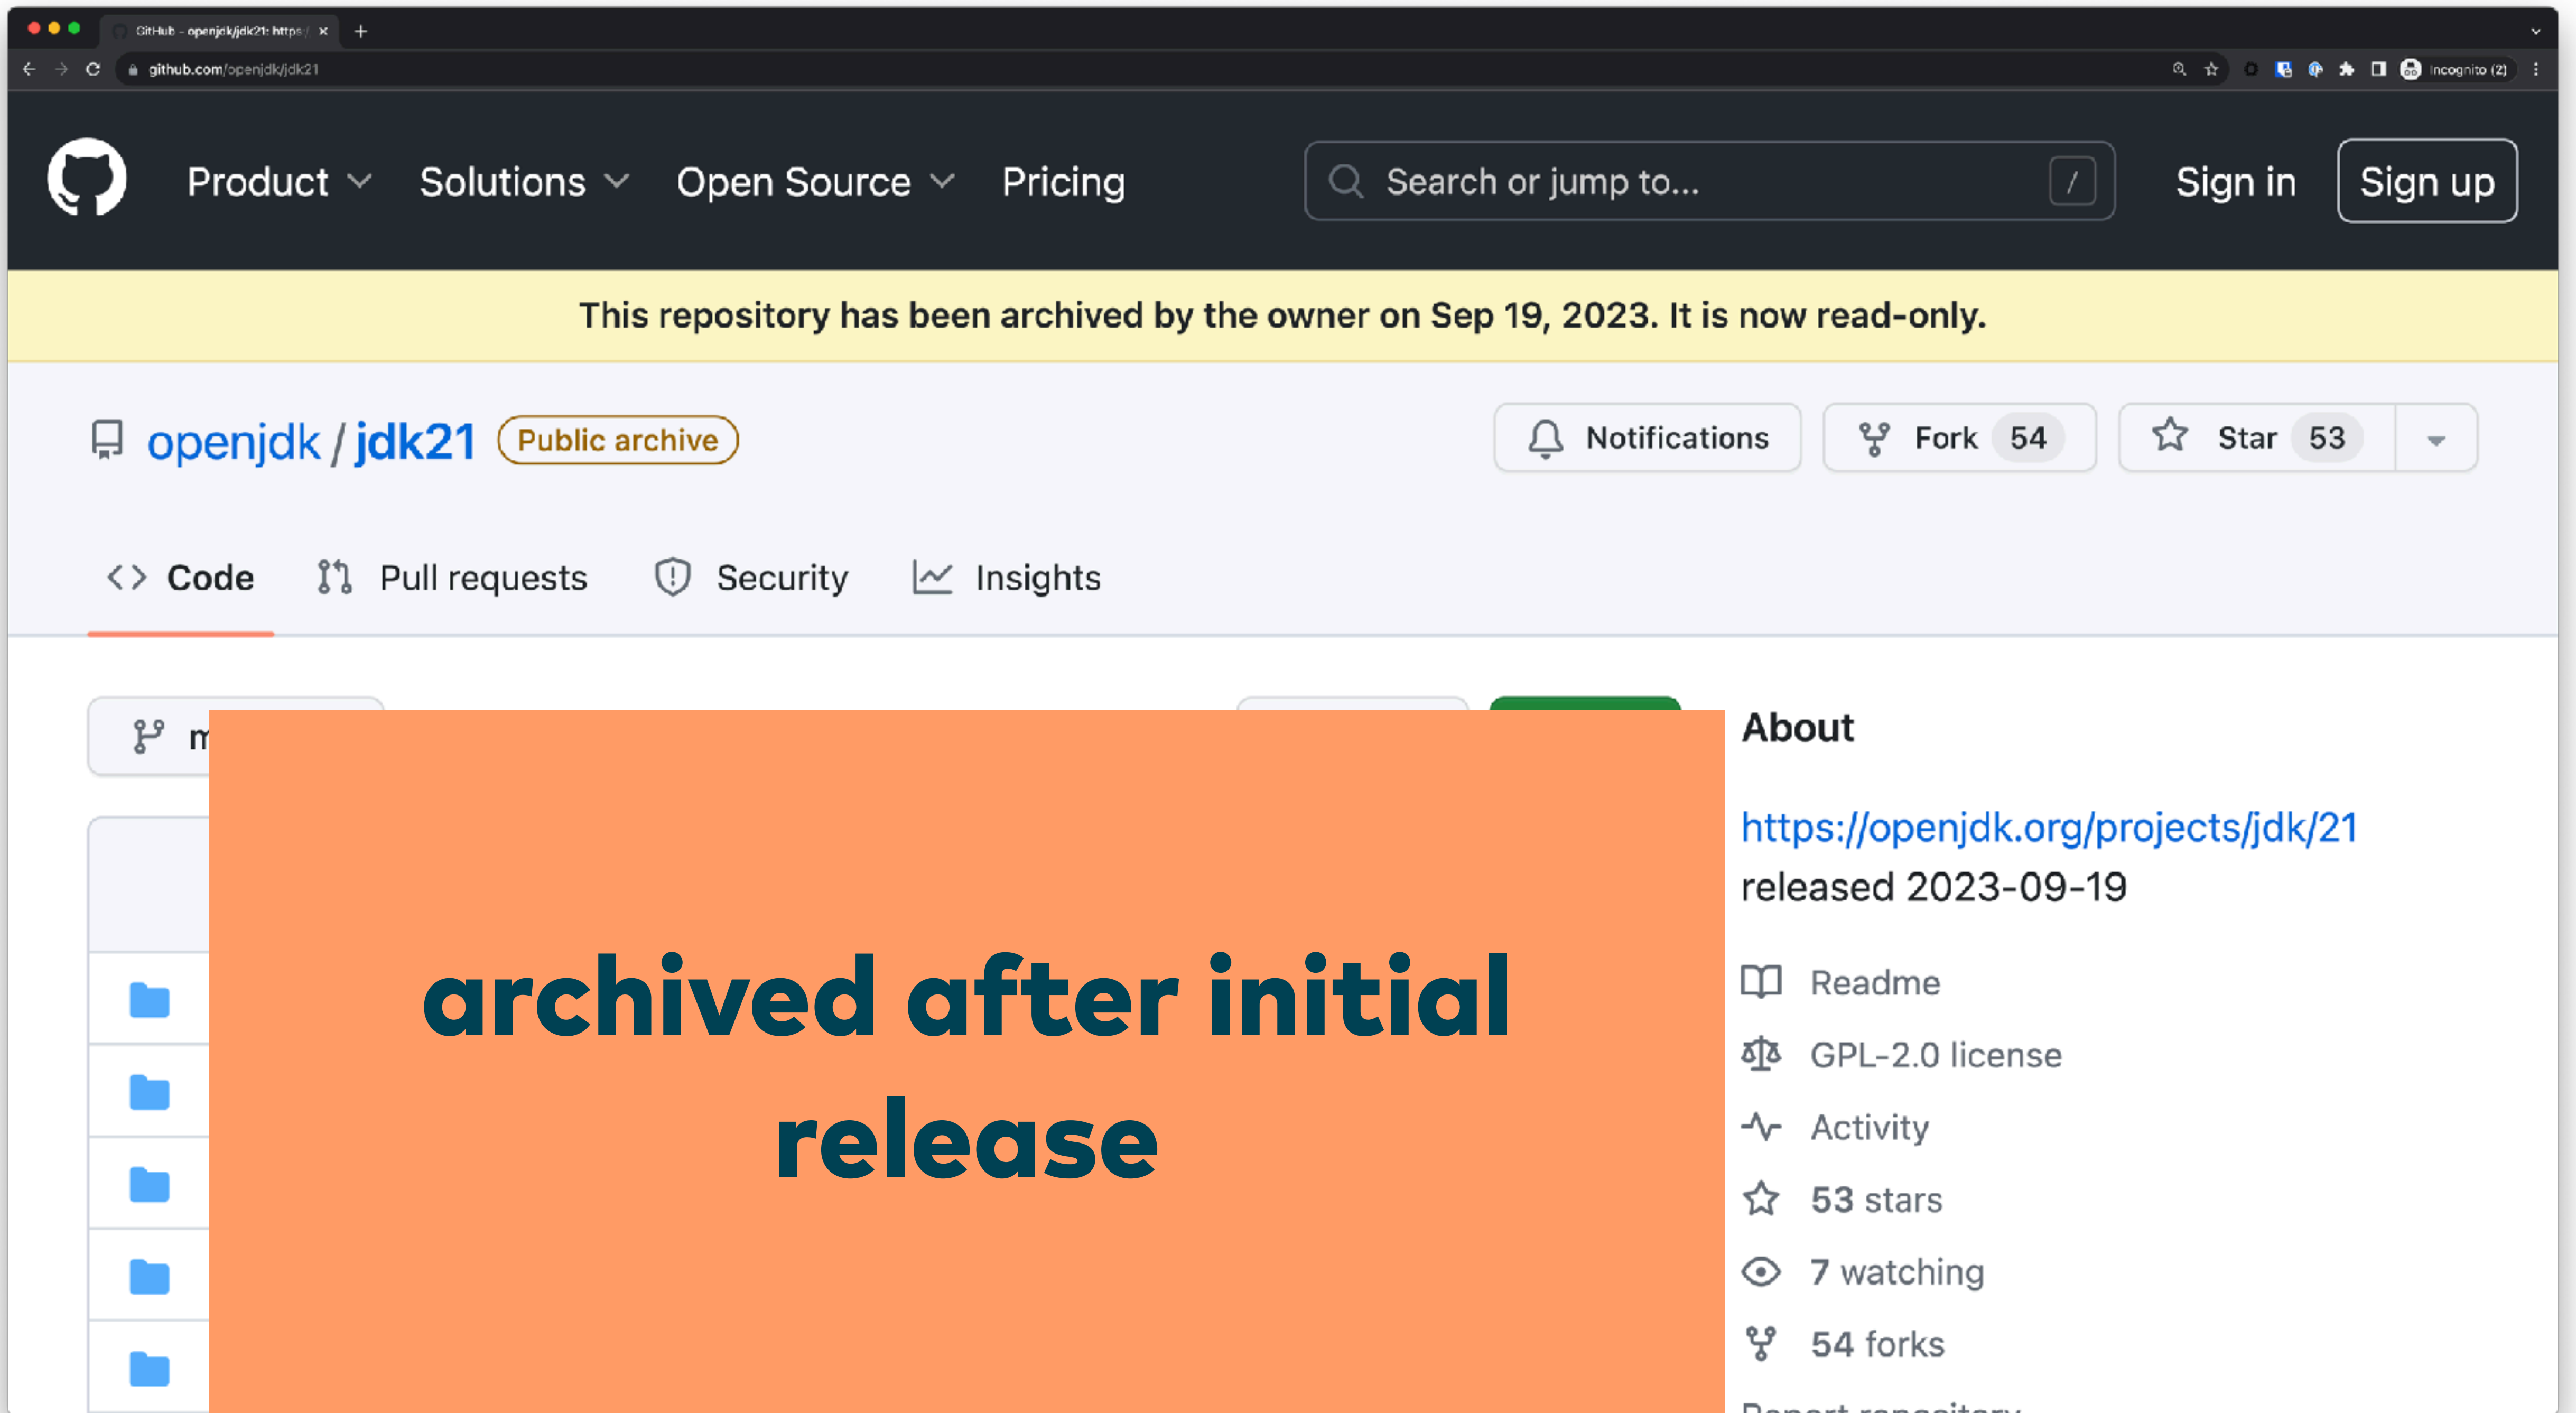 GitHub - openjdk/jdk21: https:/
github.com/openjdk/jdk21
Incognito (2)
Product
Solutions
Open Source
Pricing
Search or jump to...
/
Sign in
Sign up
This repository has been archived by the owner on Sep 19, 2023. It is now read-only.
openjdk / jdk21
Public archive
Notifications
Fork 54
Star 53
Code
Pull requests
Security
Insights
About
https://openjdk.org/projects/jdk/21
released 2023-09-19
archived after initial
release
Readme
GPL-2.0 license
Activity
53 stars
7 watching
54 forks
Report repository